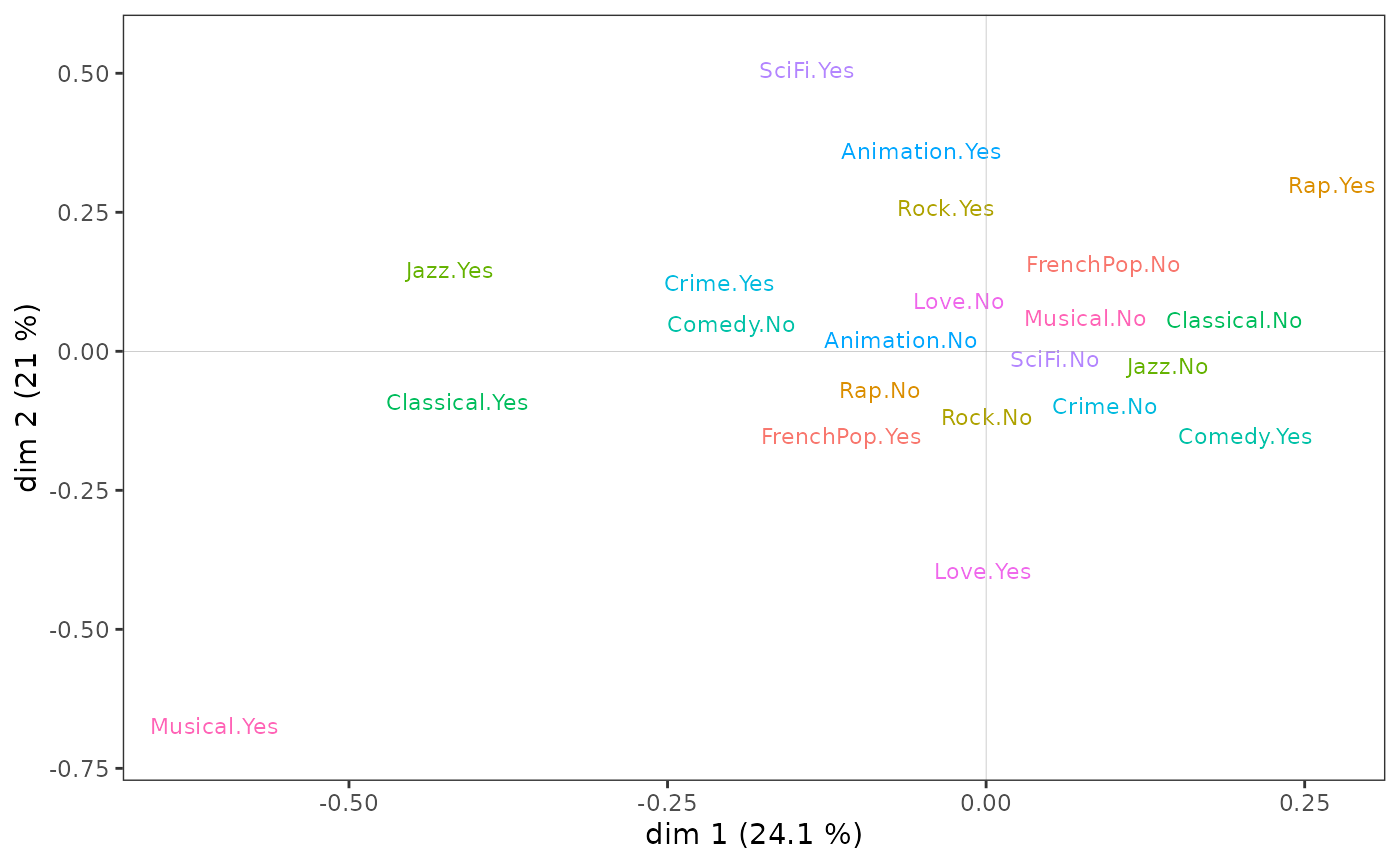 SciFi.Yes
0.50
Animation.Yes
Rap.Yes
Rock.Yes
0.25
FrenchPop.No
Jazz.Yes
Crime.Yes
Love.No
Musical.No
Classical.No
Comedy.No
Animation.No
0.00
SciFi.No
Jazz.No
Rap.No
Classical.Yes
Crime.No
Rock.No
FrenchPop.Yes
Comedy.Yes
-0.25
Love.Yes
-0.50
Musical.Yes
-0.75
dim 2 (21 %)
-0.50 -0.25 0.00 0.25
dim 1 (24.1 %)